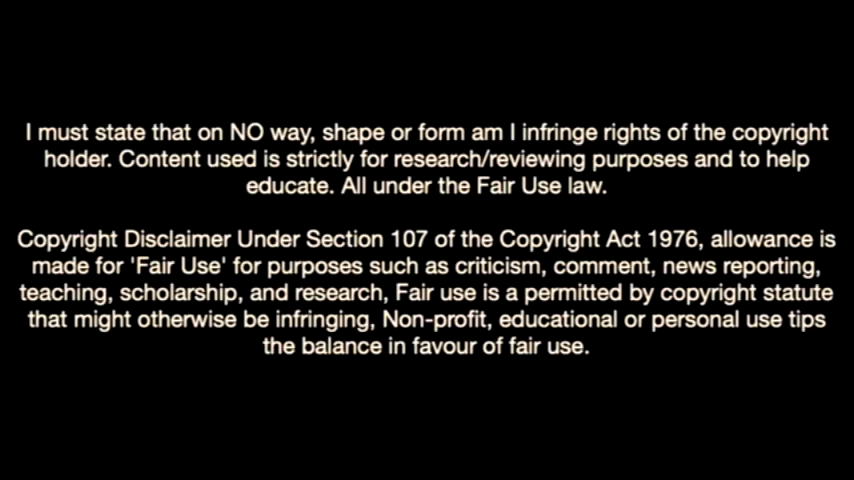 I must state that on NO way, shape or form am I infringe rights of the copyright
holder. Content used is strictly for research/reviewing purposes and to help
educate. All under the Fair Use law.
Copyright Disclaimer Under Section 107 of the Copyright Act 1976, allowance is
made for 'Fair Use' for purposes such as criticism, comment, news reporting,
teaching, scholarship, and research, Fair use is a permitted by copyright statute
that might otherwise be infringing, Non-profit, educational or personal use tips
the balance in favour of fair use.